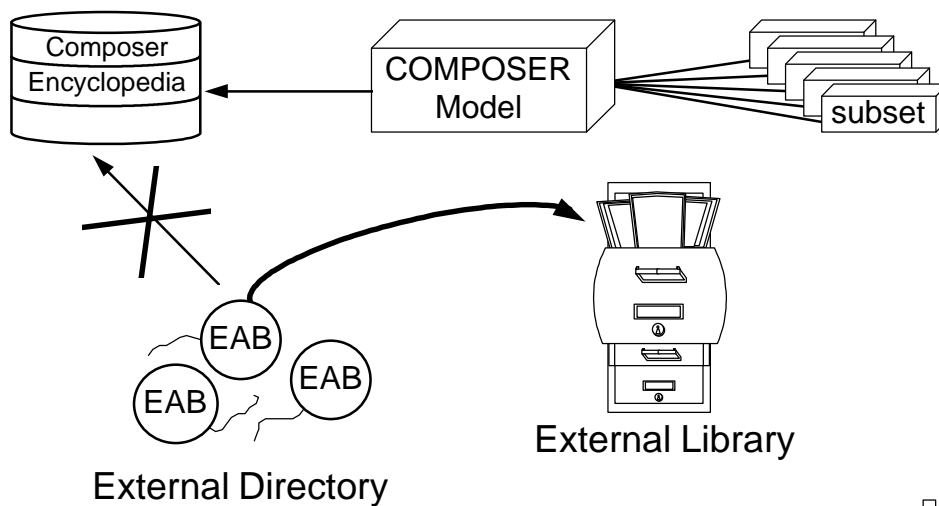 Composer
Encyclopedia
COMPOSER
Model
subset
EAB
EAB
EAB
External Library
External Directory